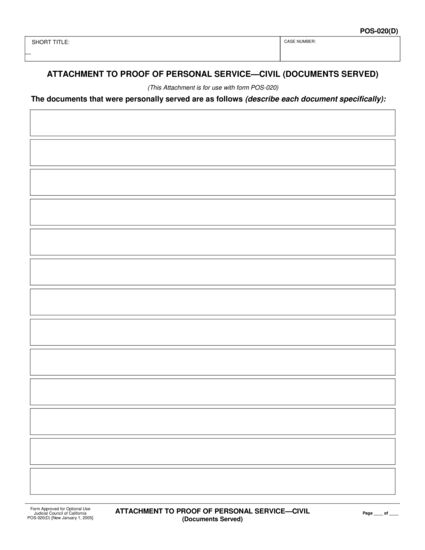 POS-020(D)
SHORT TITLE:
CASE NUMBER:
ATTACHMENT TO PROOF OF PERSONAL SERVICE—CIVIL (DOCUMENTS SERVED)
(This Attachment is for use with form POS-020)
The documents that were personally served are as follows (describe each document specifically):
Form Approved for Optional Use
Judicial Council of California
POS-020(D) [New January 1, 2005]
ATTACHMENT TO PROOF OF PERSONAL SERVICE—CIVIL
(Documents Served)
Page ____ of ____